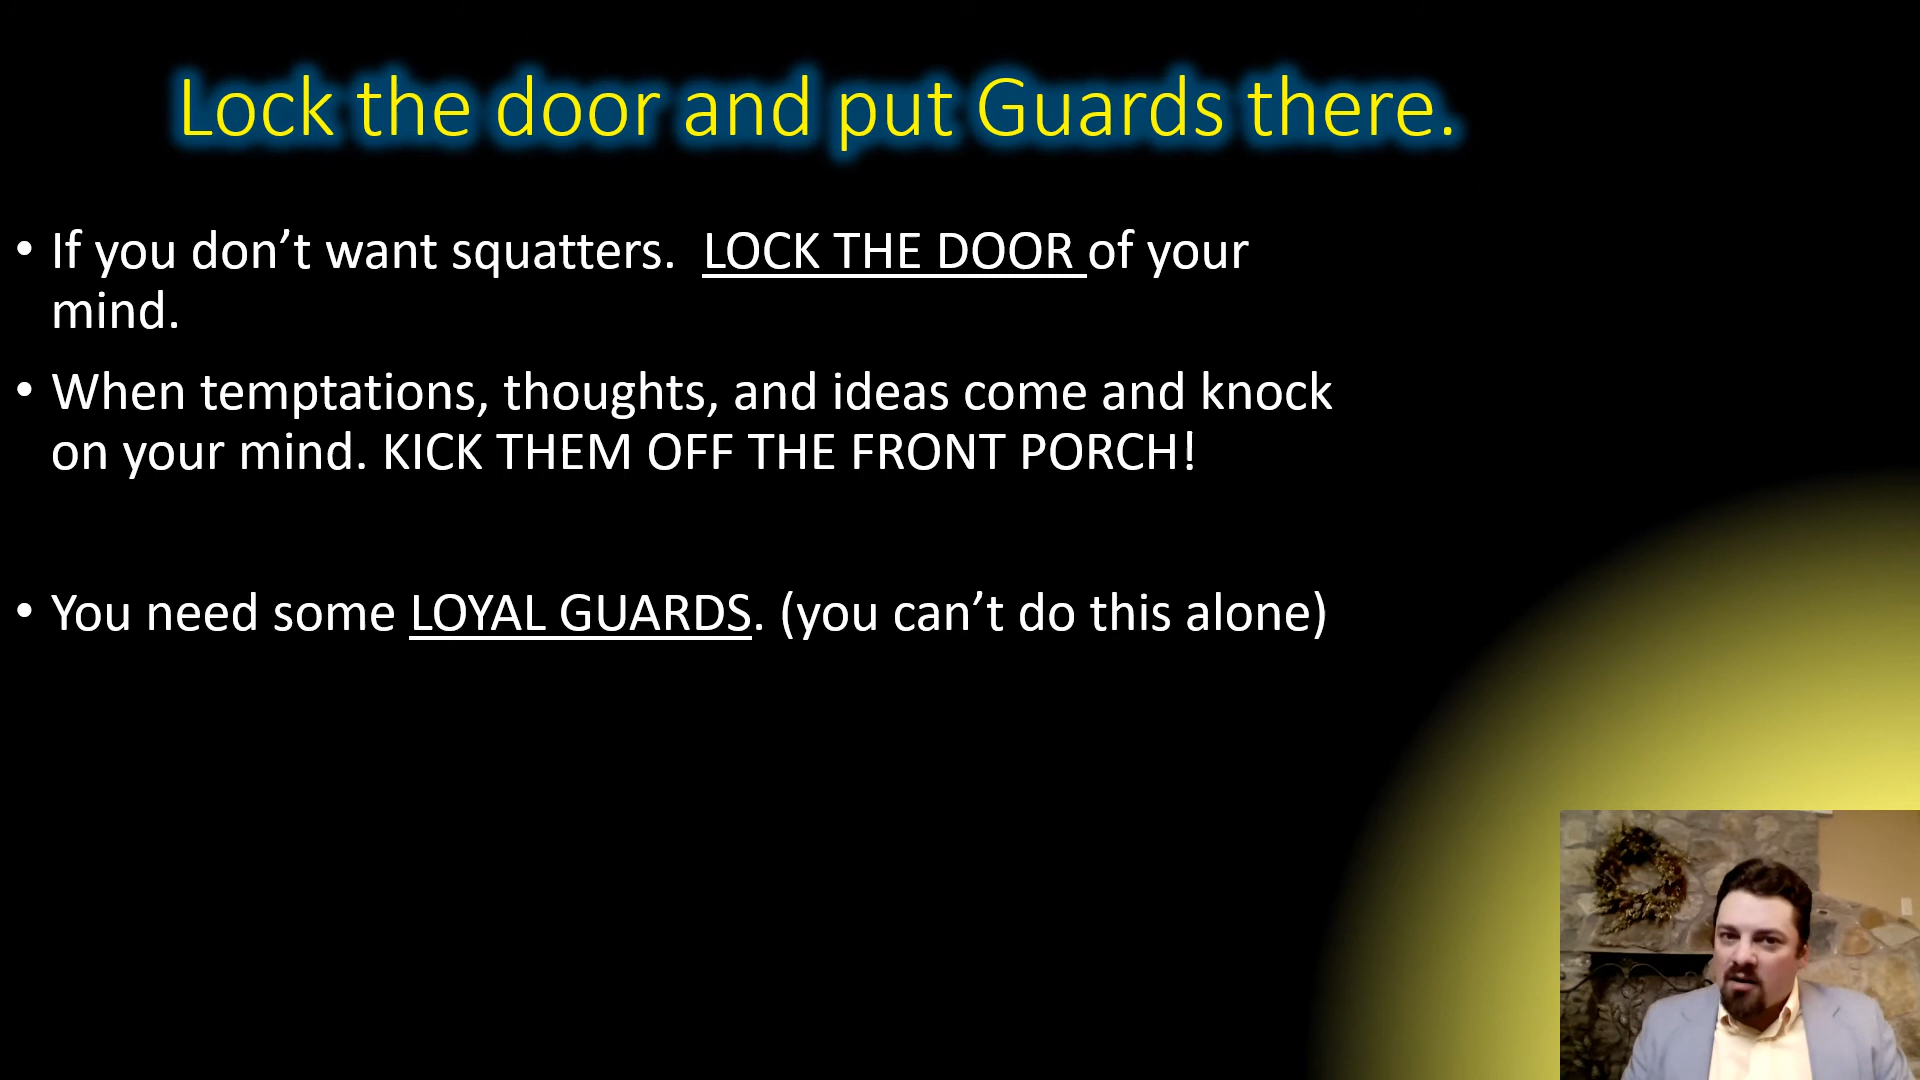 Lock the door and put Guards there.
• If you don’t want squatters.  LOCK THE DOOR of your
mind.
• When temptations, thoughts, and ideas come and knock
on your mind. KICK THEM OFF THE FRONT PORCH!
• You need some LOYAL GUARDS. (you can’t do this alone)